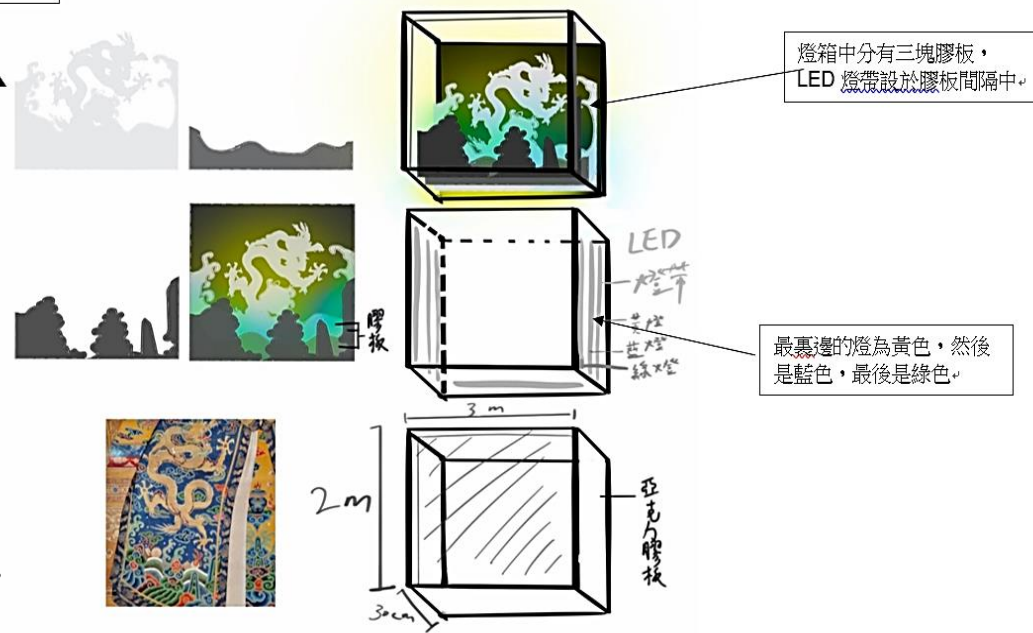 燈箱中分有三塊膠板，
LED 燈帶設於膠板間隔中
LED
燈帶
黃燈
藍燈
綠燈
膠板
最裏邊的燈為黃色，然後
是藍色，最後是綠色
3 m
2m
30cm
亞克力膠板